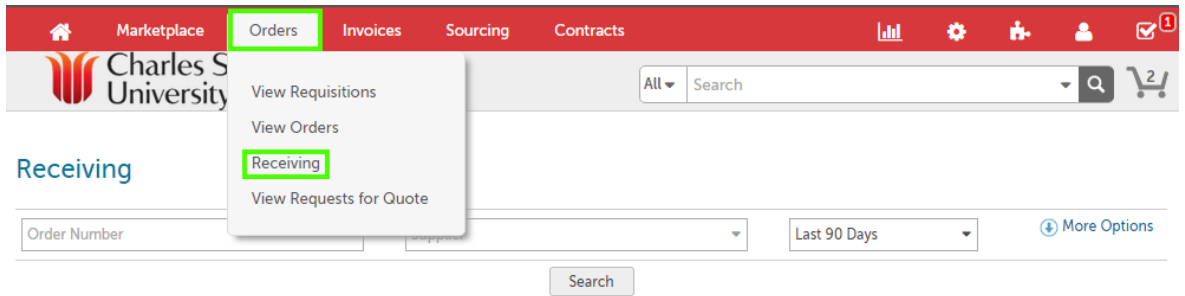 Marketplace Orders Invoices Sourcing Contracts 1
Charles S
University
All Search 2
View Requisitions
View Orders
Receiving
View Requests for Quote
Receiving
Order Number Supplier Last 90 Days More Options
Search